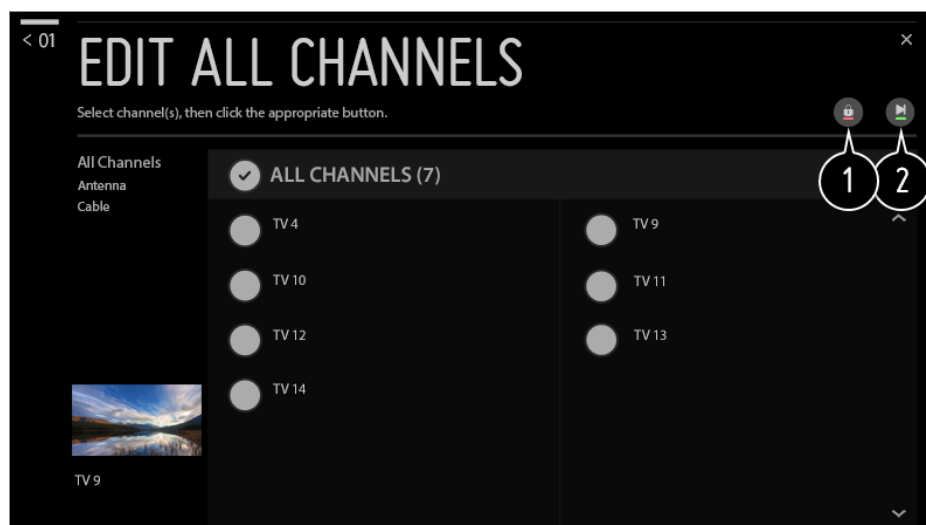 < 01
EDIT ALL CHANNELS
Select channel(s), then click the appropriate button.
1 2
All Channels
Antenna
Cable
ALL CHANNELS (7)
TV 4 TV 9
TV 10 TV 11
TV 12 TV 13
TV 14
TV 9